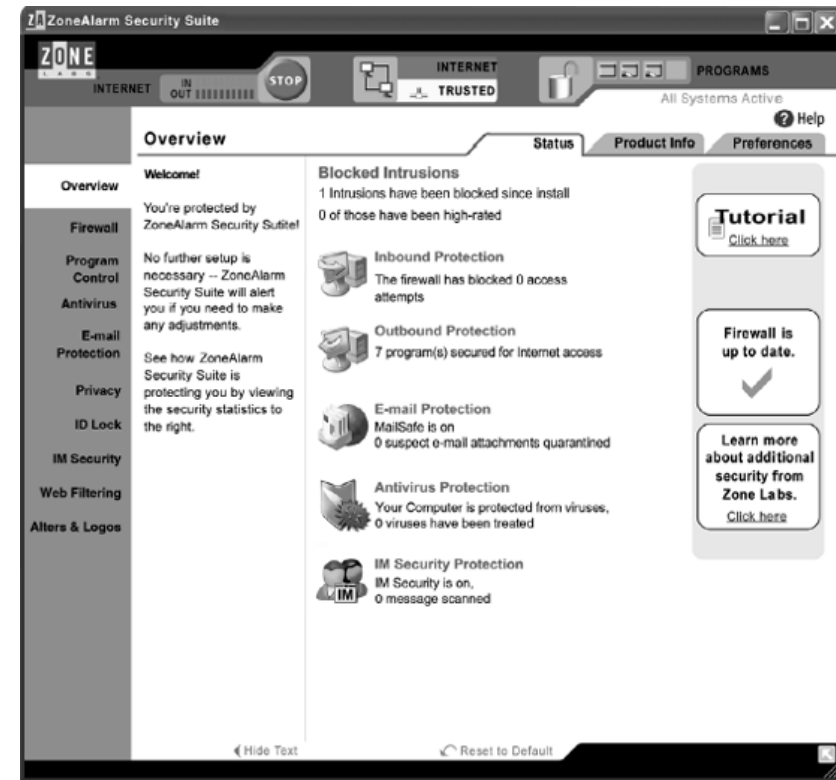 ZoneAlarm Security Suite
ZONE
LABS
INTERNET
IN
OUT
STOP
INTERNET
TRUSTED
PROGRAMS
All Systems Active
Help
Overview
Status
Product Info
Preferences
Overview
Firewall
Program
Control
Antivirus
E-mail
Protection
Privacy
ID Lock
IM Security
Web Filtering
Alters & Logos
Welcome!
You're protected by
ZoneAlarm Security Sutite!
No further setup is
necessary -- ZoneAlarm
Security Suite will alert
you if you need to make
any adjustments.
See how ZoneAlarm
Security Suite is
protecting you by viewing
the security statistics to
the right.
Blocked Intrusions
1 Intrusions have been blocked since install
0 of those have been high-rated
Inbound Protection
The firewall has blocked 0 access
attempts
Outbound Protection
7 program(s) secured for Internet access
E-mail Protection
MailSafe is on
0 suspect e-mail attachments quarantined
Antivirus Protection
Your Computer is protected from viruses,
0 viruses have been treated
IM
IM Security Protection
IM Security is on,
0 message scanned
Tutorial
Click here
Firewall is
up to date.
Learn more
about additional
security from
Zone Labs.
Click here
Hide Text
Reset to Default